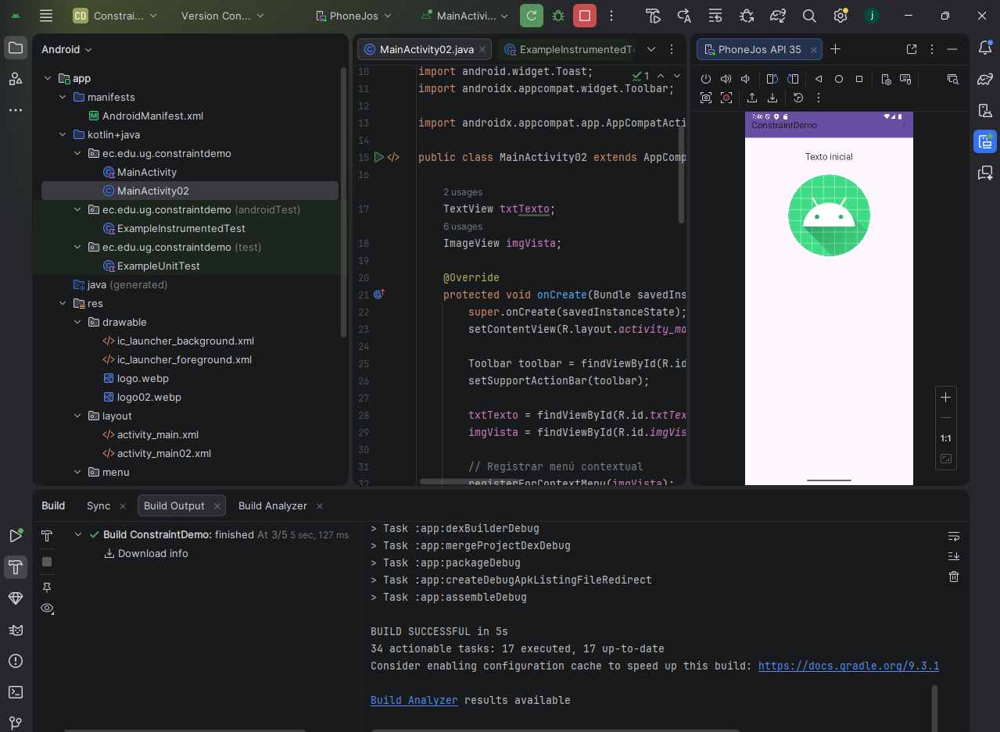 CD Constrai...
Version Con...
PhoneJos
MainActivi...
j
Android
app
manifests
AndroidManifest.xml
kotlin+java
ec.edu.ug.constraintdemo
MainActivity
MainActivity02
ec.edu.ug.constraintdemo (androidTest)
ExampleInstrumentedTest
ec.edu.ug.constraintdemo (test)
ExampleUnitTest
java (generated)
res
drawable
ic_launcher_background.xml
ic_launcher_foreground.xml
logo.webp
logo02.webp
layout
activity_main.xml
activity_main02.xml
menu
MainActivity02.java
ExampleInstrumentedTe
1
10 import android.widget.Toast;
11 import androidx.appcompat.widget.Toolbar;
12
13 import androidx.appcompat.app.AppCompatActi
14
15 public class MainActivity02 extends AppComp
16
2 usages
17 TextView txtTexto;
6 usages
18 ImageView imgVista;
19
20 @Override
21 protected void onCreate(Bundle savedIns
22 super.onCreate(savedInstanceState);
23 setContentView(R.layout.activity_ma
24
25 Toolbar toolbar = findViewById(R.id
26 setSupportActionBar(toolbar);
27
28 txtTexto = findViewById(R.id.txtTex
29 imgVista = findViewById(R.id.imgVis
30
31 // Registrar menú contextual
32 registerForContextMenu(imgVista);
PhoneJos API 35
7:46
ConstraintDemo
Texto inicial
1:1
Build
Sync
Build Output
Build Analyzer
Build ConstraintDemo: finished At 3/5 5 sec, 127 ms
Download info
> Task :app:dexBuilderDebug
> Task :app:mergeProjectDexDebug
> Task :app:packageDebug
> Task :app:createDebugApkListingFileRedirect
> Task :app:assembleDebug
BUILD SUCCESSFUL in 5s
34 actionable tasks: 17 executed, 17 up-to-date
Consider enabling configuration cache to speed up this build: https://docs.gradle.org/9.3.1
Build Analyzer results available